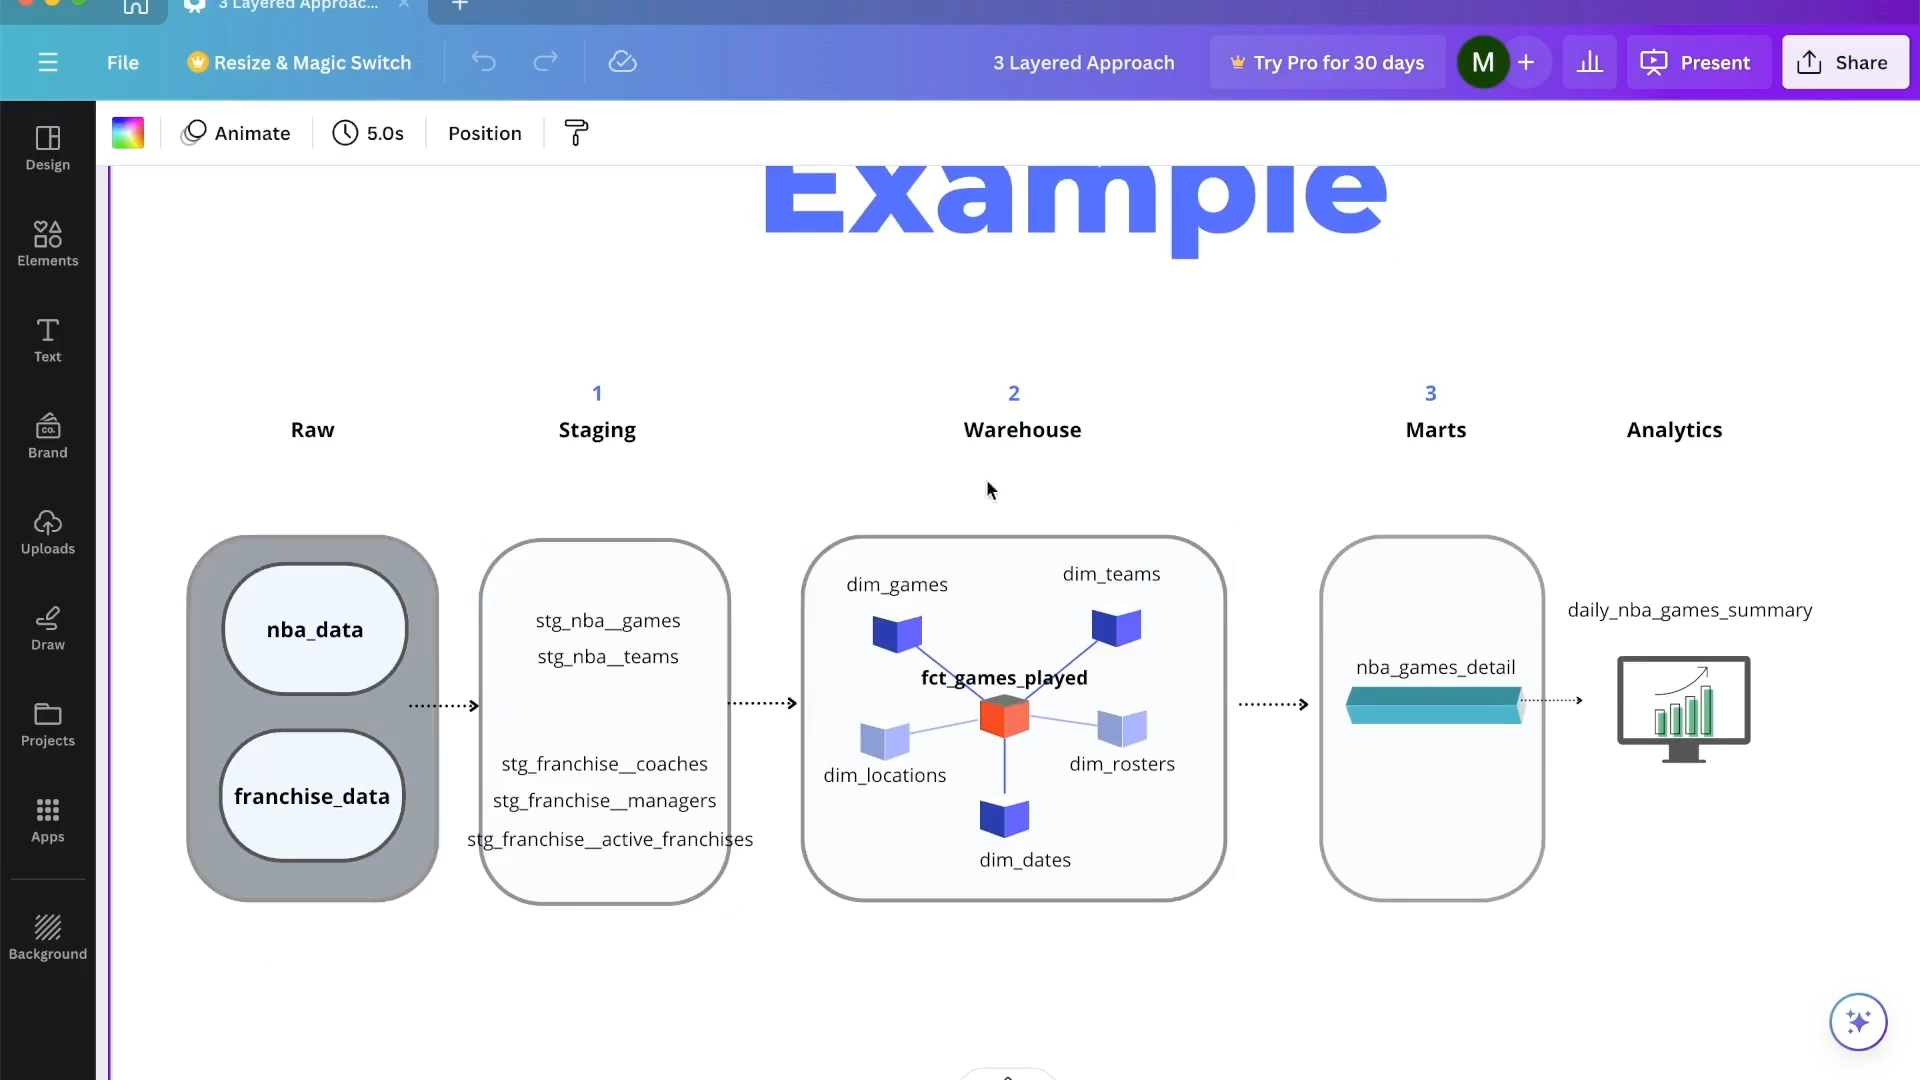 3 Layered Approac...
File
Resize & Magic Switch
3 Layered Approach
Try Pro for 30 days
M
Present
Share
Animate
5.0s
Position
Design
Elements
Text
CO.
Brand
Uploads
Draw
Projects
Apps
Background
Example
1
2
3
Raw
Staging
Warehouse
Marts
Analytics
nba_data
franchise_data
stg_nba__games
stg_nba__teams
stg_franchise__coaches
stg_franchise__managers
stg_franchise__active_franchises
dim_games
dim_teams
fct_games_played
dim_locations
dim_rosters
dim_dates
nba_games_detail
daily_nba_games_summary